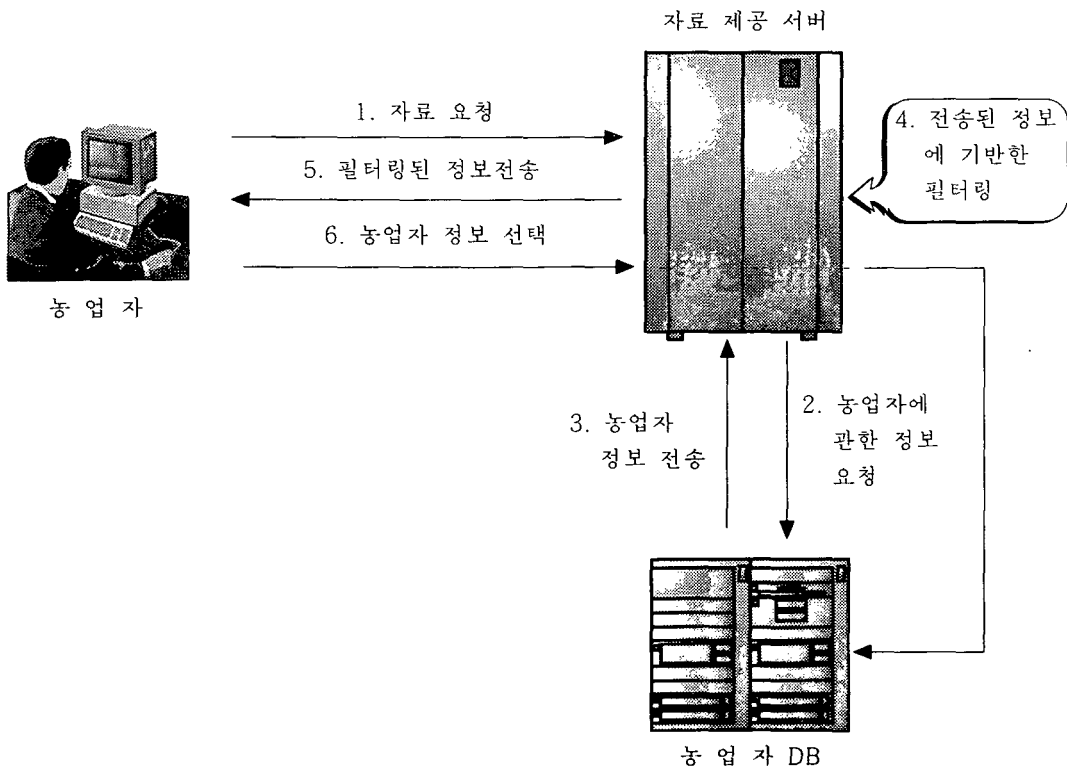 자료 제공 서버
1. 자료 요청
4. 전송된 정보
에 기반한
필터링
5. 필터링된 정보전송
6. 농업자 정보 선택
농 업 자
3. 농업자
정보 전송
2. 농업자에
관한 정보
요청
농 업 자 DB